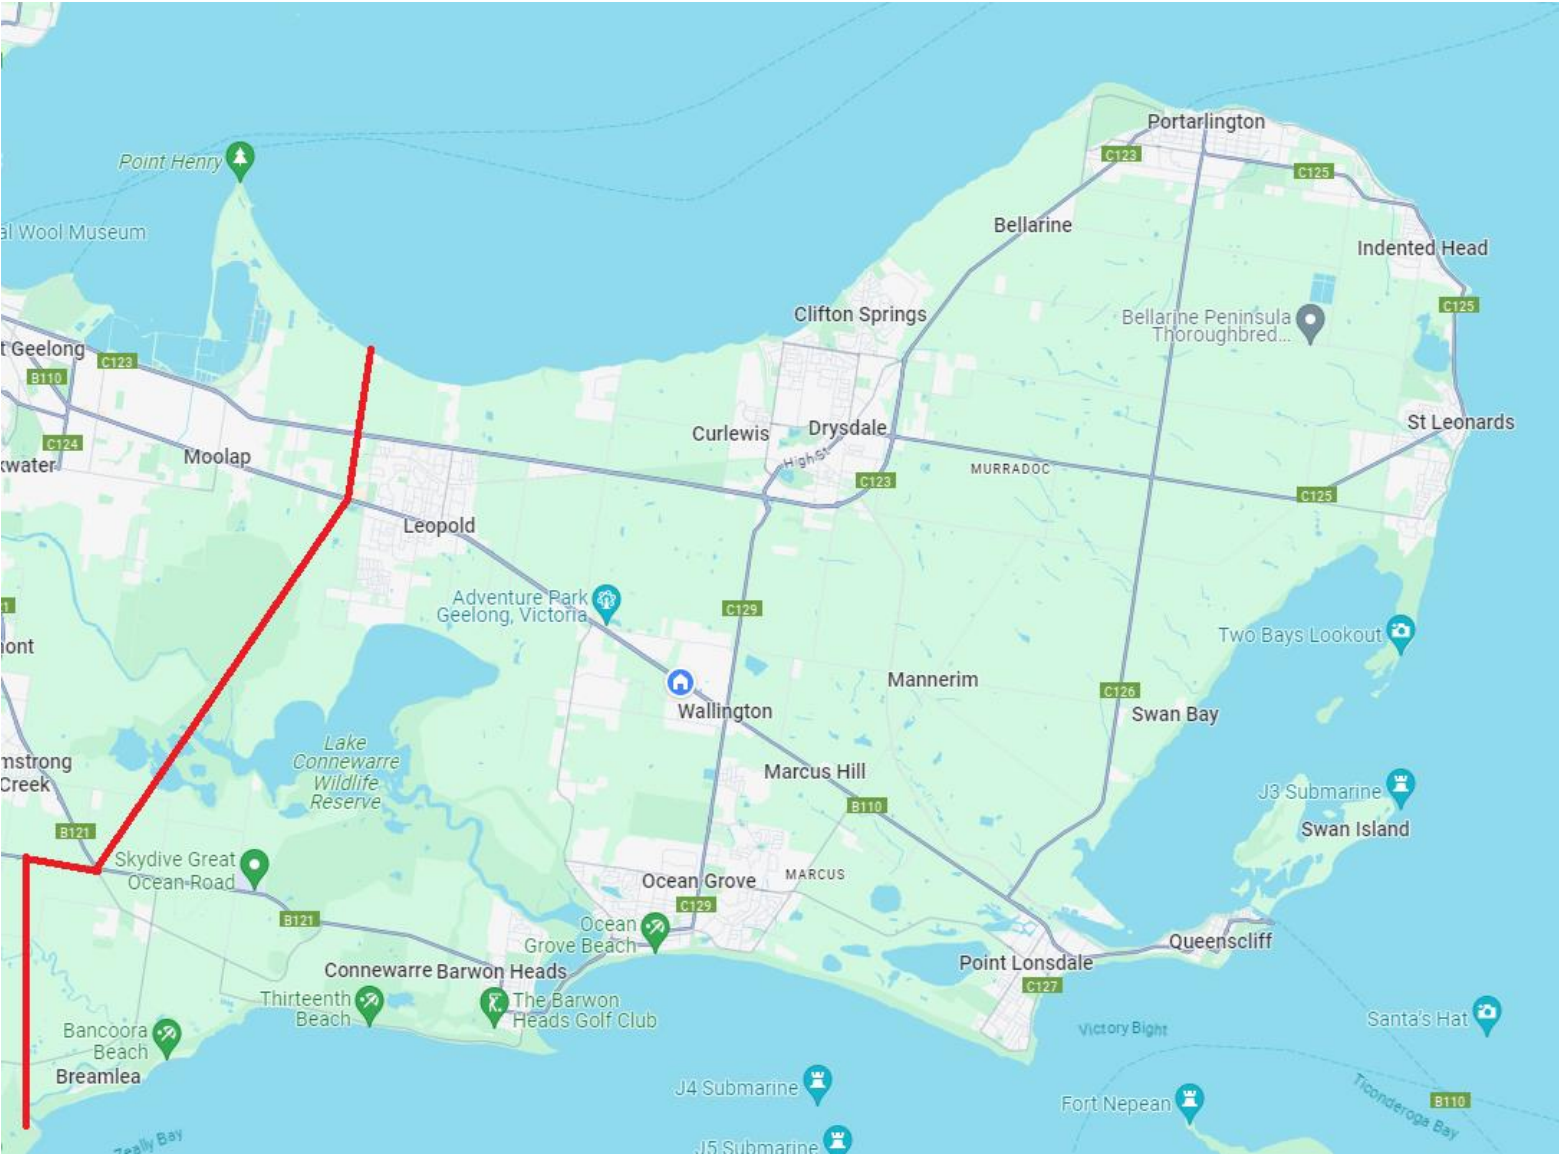 Portarlington
C123
Point Henry
C125
al Wool Museum
Bellarine
Indented Head
C125
Clifton Springs
Bellarine Peninsula
Thoroughbred...
t Geelong
C123
B110
St Leonards
Curlewis
Drysdale
C124
Moolap
High St
MURRADOC
kwater
C123
C125
Leopold
Adventure Park
Geelong, Victoria
C129
1
Two Bays Lookout
mont
Mannerim
C126
Wallington
Swan Bay
Lake
Connewarre
Wildlife
Reserve
mstrong
Creek
Marcus Hill
J3 Submarine
B110
B121
Swan Island
Skydive Great
Ocean Road
Ocean Grove
MARCUS
C129
B121
Ocean
Grove Beach
Queenscliff
Connewarre
Barwon Heads
Point Lonsdale
C127
Thirteenth
Beach
The Barwon
Heads Golf Club
Santa's Hat
Bancoora
Beach
Victory Bight
Breamlea
J4 Submarine
Fort Nepean
B110
Ticonderoga Bay
Zeally Bay
J5 Submarine